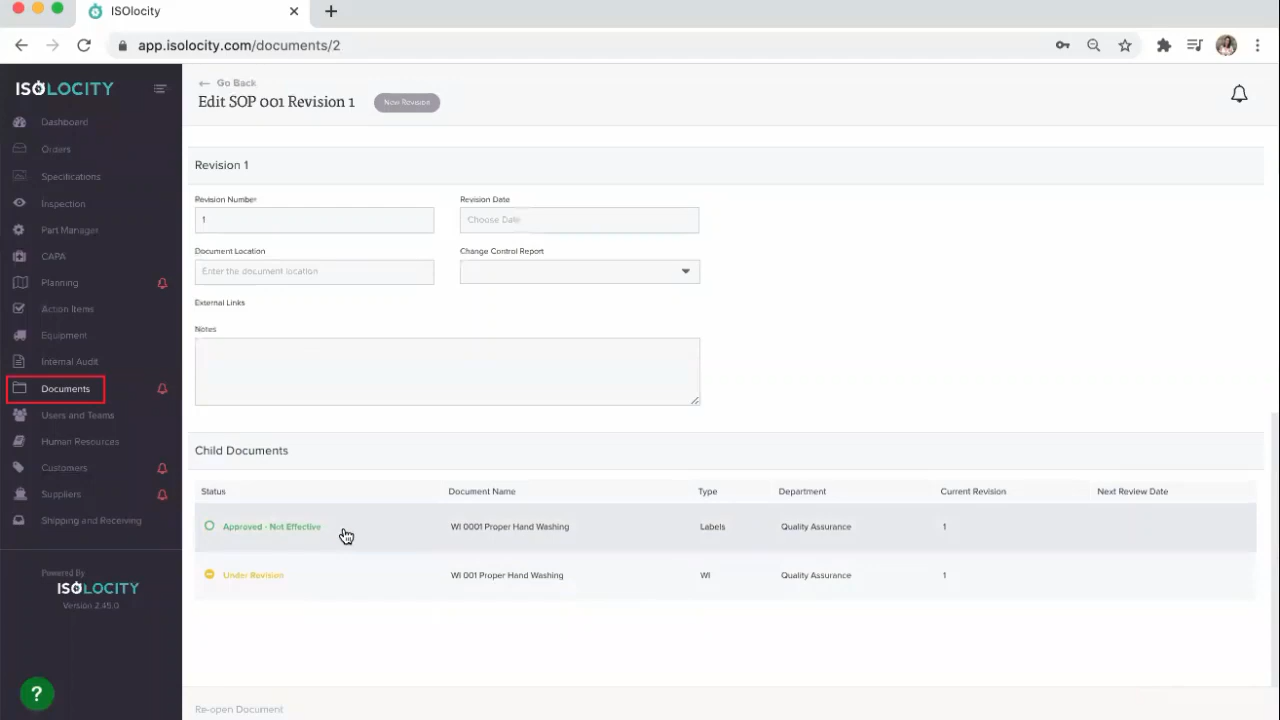 ISOlocity
app.isolocity.com/documents/2
ISOLOCITY
Dashboard
Orders
Specifications
Inspection
Part Manager
CAPA
Planning
Action Items
Equipment
Internal Audit
Documents
Users and Teams
Human Resources
Customers
Suppliers
Shipping and Receiving
Powered By
ISOLOCITY
Version 2.45.0
?
Go Back
Edit SOP 001 Revision 1
New Revision
Revision 1
Revision Number
Revision Date
1
Choose Date
Document Location
Change Control Report
Enter the document location
External Links
Notes
Child Documents
Status Document Name Type Department Current Revision Next Review Date
Approved - Not Effective WI 0001 Proper Hand Washing Labels Quality Assurance 1
Under Revision WI 001 Proper Hand Washing WI Quality Assurance 1
Re-open Document